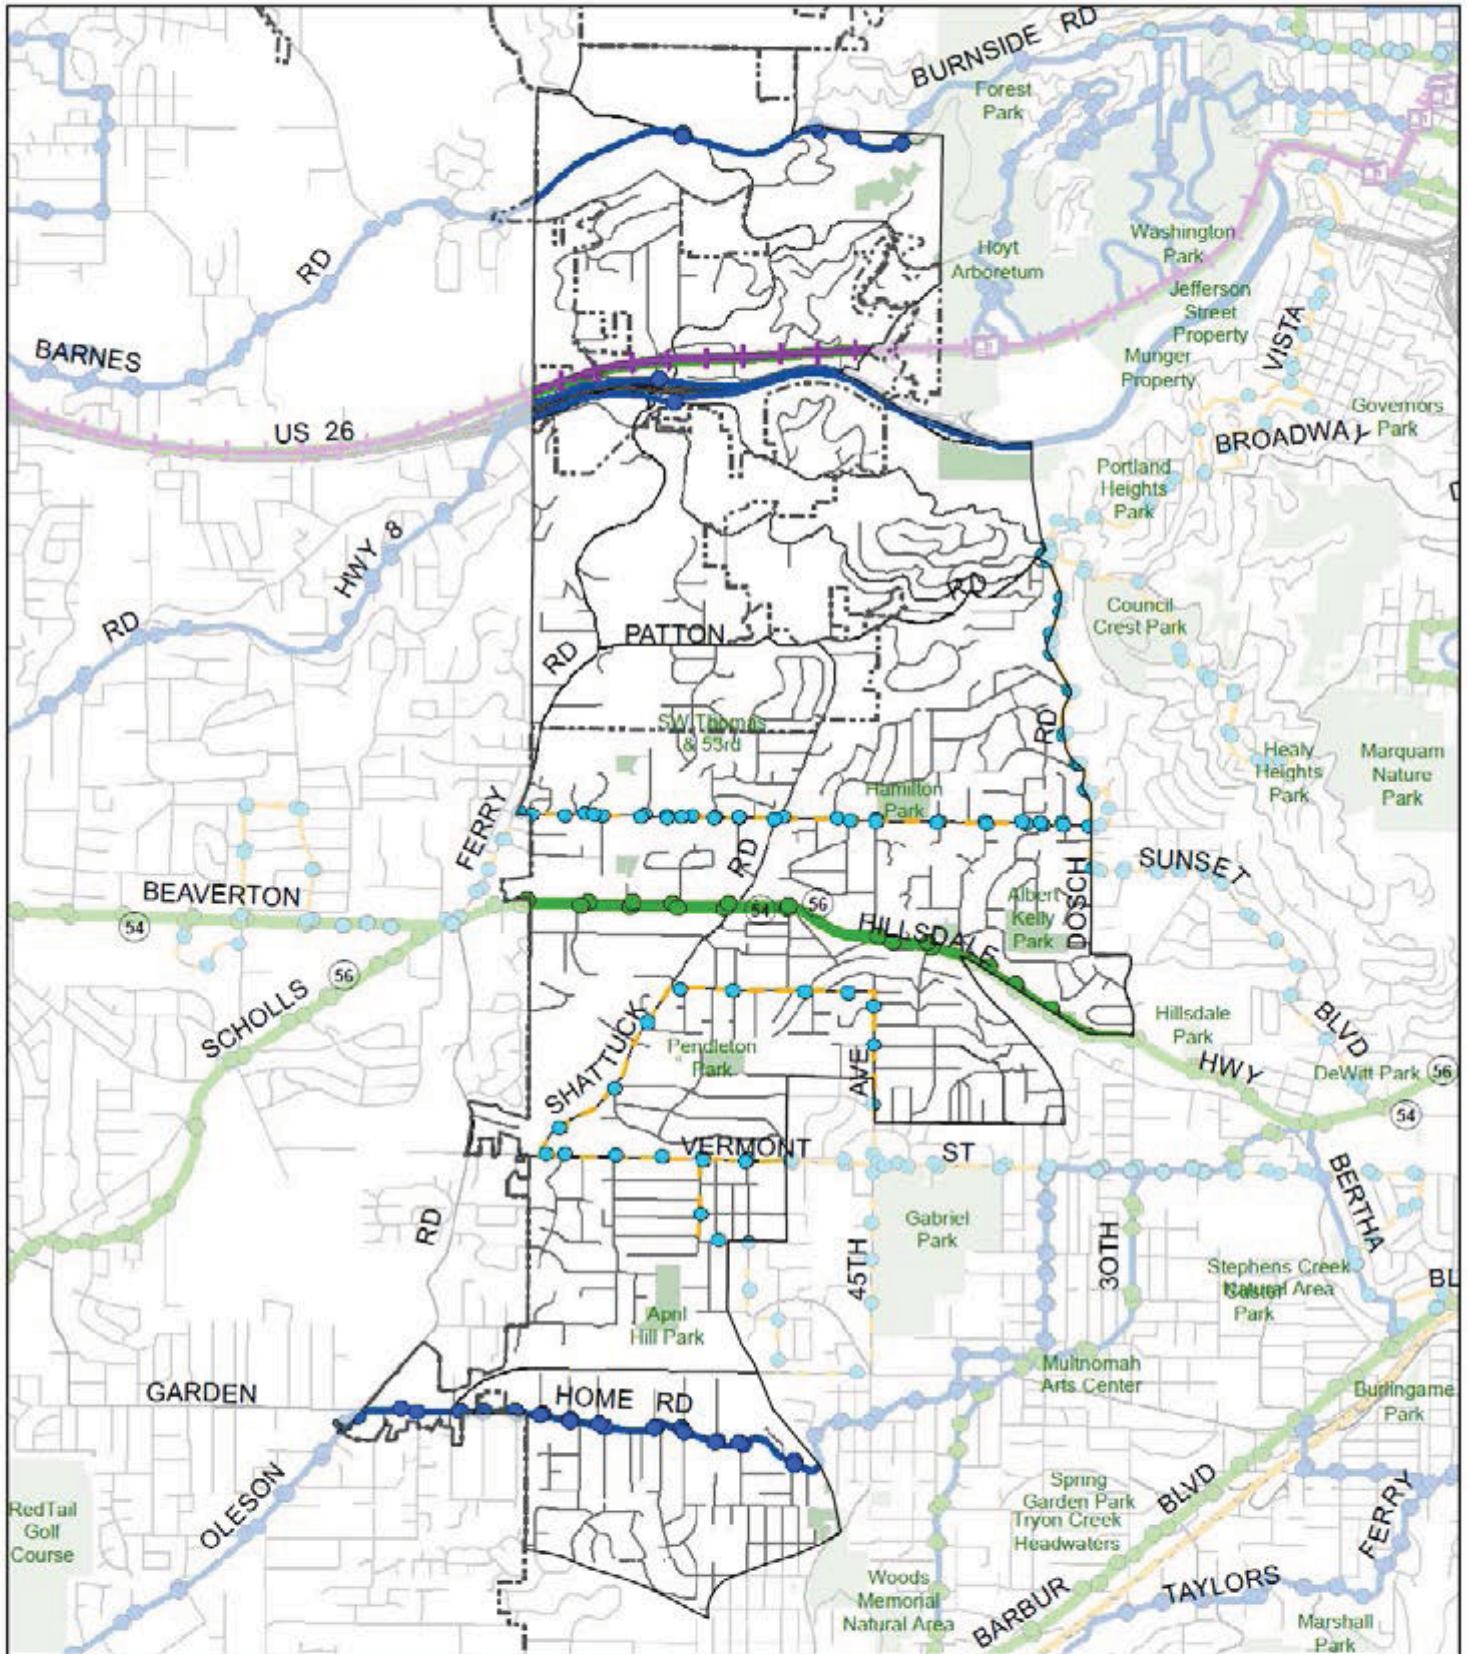 BURNSIDE RD
Forest
Park
Washington
Park
Hoyt
Arboretum
RD
Jefferson
Street
Property
VISTA
BARNES
Munger
Property
US 26
Governors
Park
BROADWAY
Portland
Heights
Park
HWY 8
RD
RD
Council
Crest Park
PATTON
RD
SW Thomas
& 53rd
RD
Healy
Heights
Park
Marquam
Nature
Park
Hamilton
Park
FERRY
RD
SUNSET
BEAVERTON
54
54
56
Albert
Kelly
Park
DOSCH
HILLSDALE
56
SCHOLLS
Hillsdale
Park
BLVD
SHATTUCK
Pendleton
Park
AVE
HWY
DeWitt Park
56
54
VERMONT
ST
BERTHA
RD
Gabriel
Park
45TH
30TH
Stephens Creek
Natural Area
Park
BL
April
Hill Park
Multnomah
Arts Center
GARDEN
HOME RD
Burlingame
Park
OLESON
RedTail
Golf
Course
Spring
Garden Park
Tryon Creek
Headwaters
BLVD
FERRY
Woods
Memorial
Natural Area
BARBUR
TAYLORS
Marshall
Park